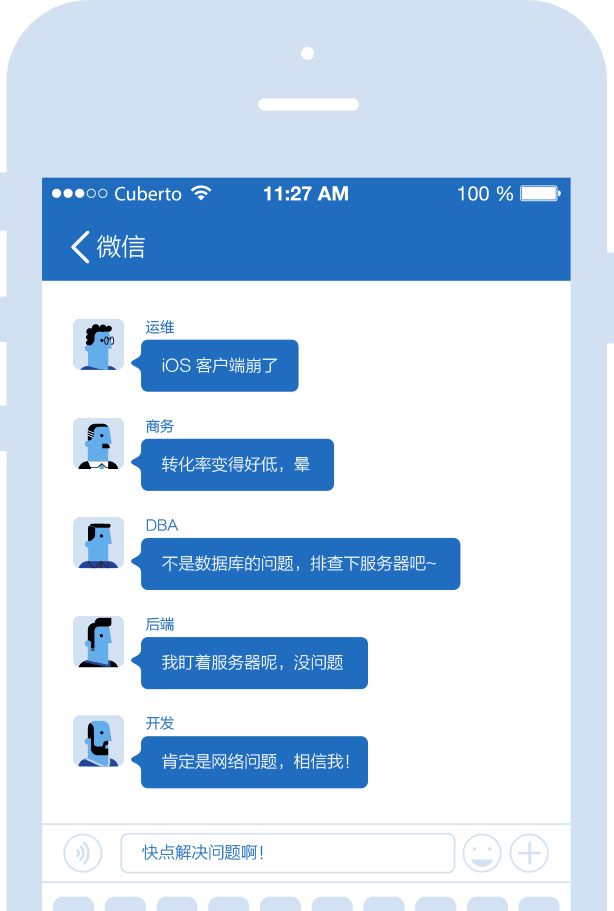 Cuberto 11:27 AM 100 %
微信
运维
iOS 客户端崩了
商务
转化率变得好低，晕
DBA
不是数据库的问题，排查下服务器吧~
后端
我盯着服务器呢，没问题
开发
肯定是网络问题，相信我！
快点解决问题啊！